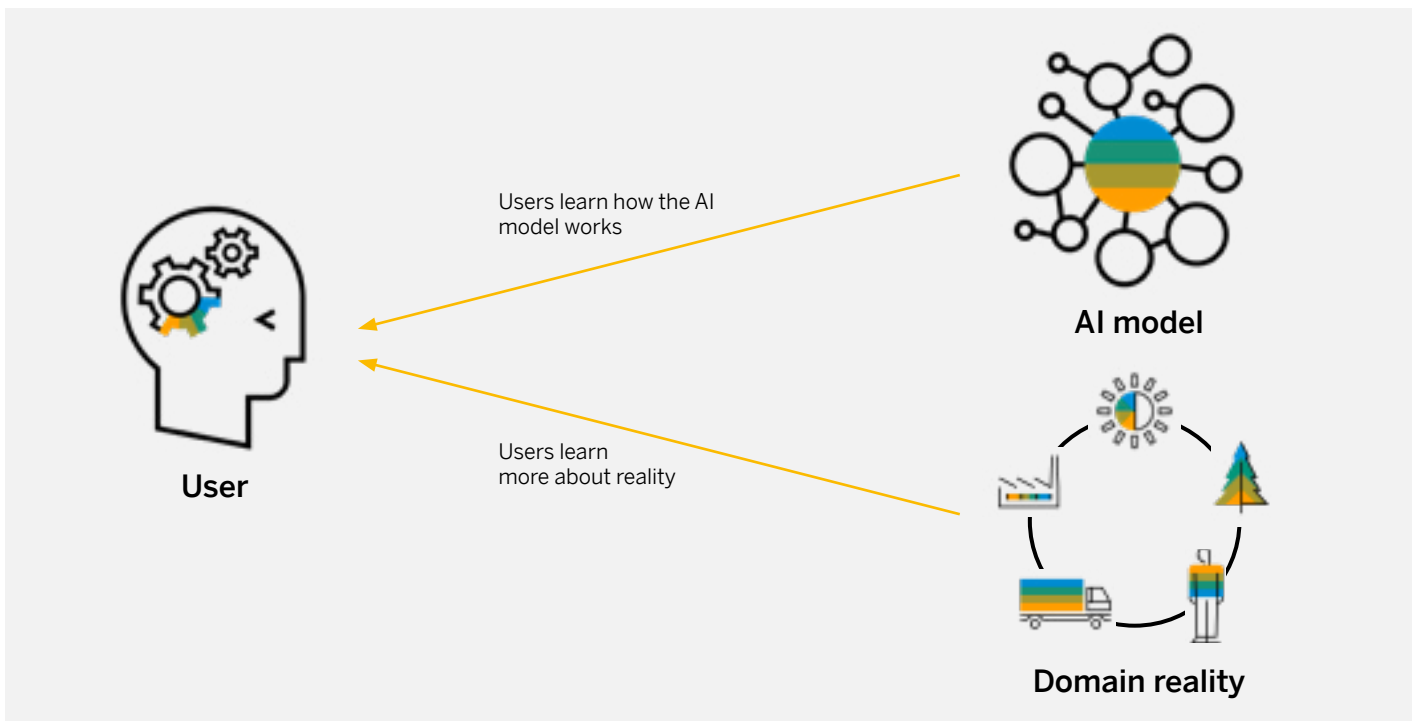 Users learn how the AI
model works
AI model
User
Users learn
more about reality
Domain reality